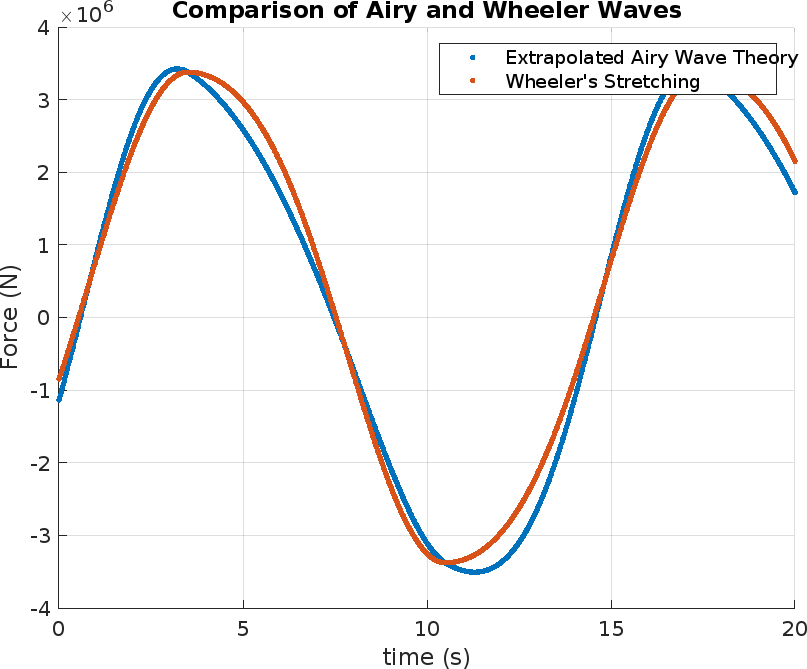 Comparison of Airy and Wheeler Waves
×10^6
Extrapolated Airy Wave Theory
Wheeler's Stretching
4
3
2
1
0
-1
-2
-3
-4
Force (N)
0 5 10 15 20
time (s)